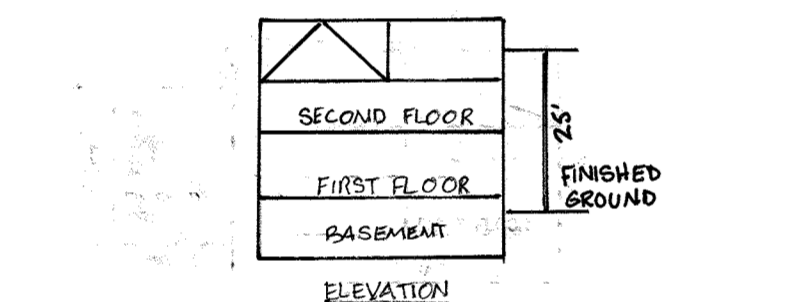 SECOND FLOOR
25'
FIRST FLOOR
FINISHED
GROUND
BASEMENT
ELEVATION